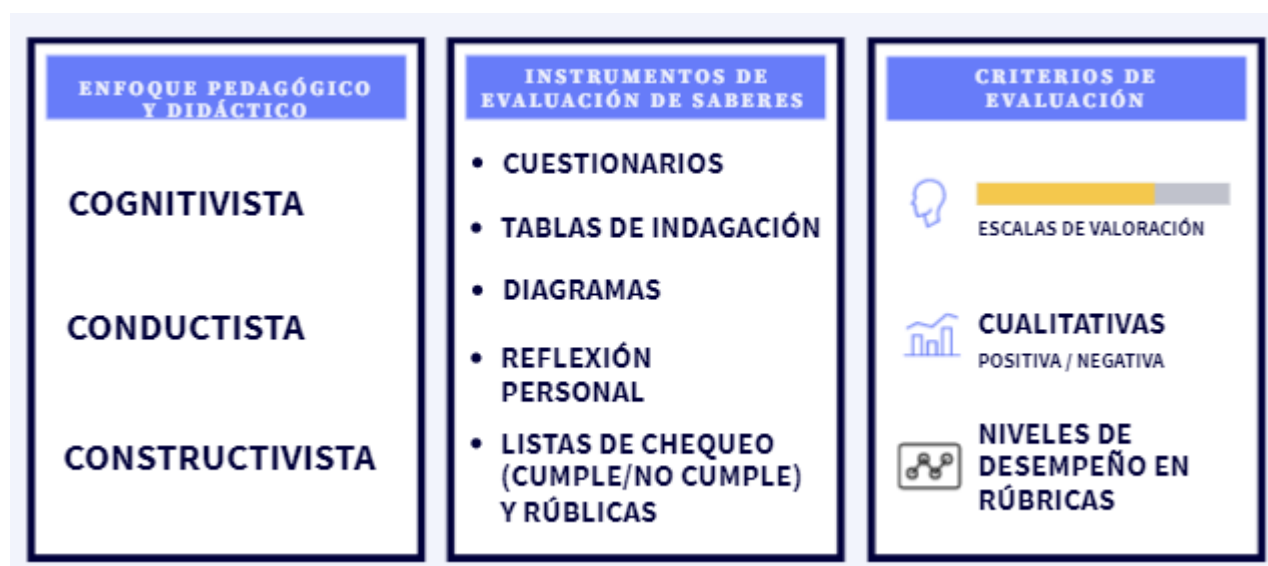 ENFOQUE PEDAGÓGICO
Y DIDÁCTICO
COGNITIVISTA
CONDUCTISTA
CONSTRUCTIVISTA
INSTRUMENTOS DE
EVALUACIÓN DE SABERES
• CUESTIONARIOS
• TABLAS DE INDAGACIÓN
• DIAGRAMAS
• REFLEXIÓN
PERSONAL
• LISTAS DE CHEQUEO
(CUMPLE/NO CUMPLE)
Y RÚBLICAS
CRITERIOS DE
EVALUACIÓN
ESCALAS DE VALORACIÓN
CUALITATIVAS
POSITIVA / NEGATIVA
NIVELES DE
DESEMPEÑO EN
RÚBRICAS